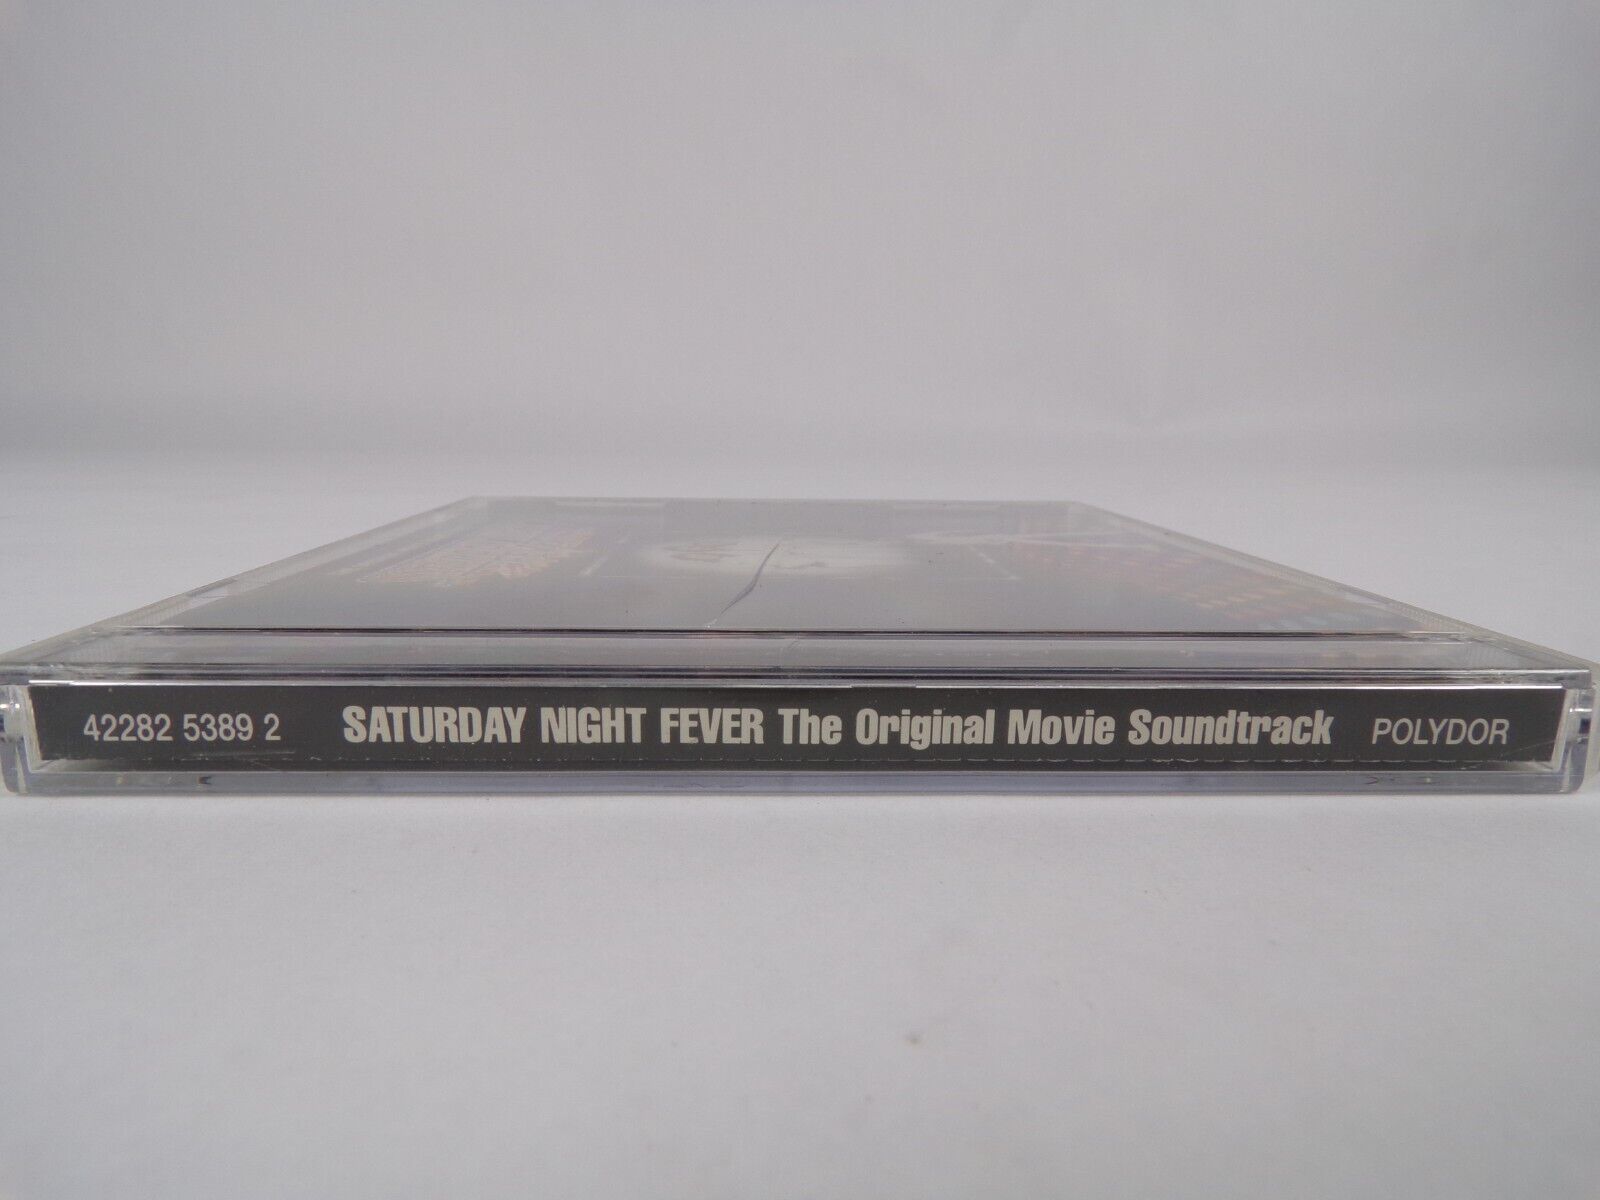 42282 5389 2 SATURDAY NIGHT FEVER The Original Movie Soundtrack POLYDOR